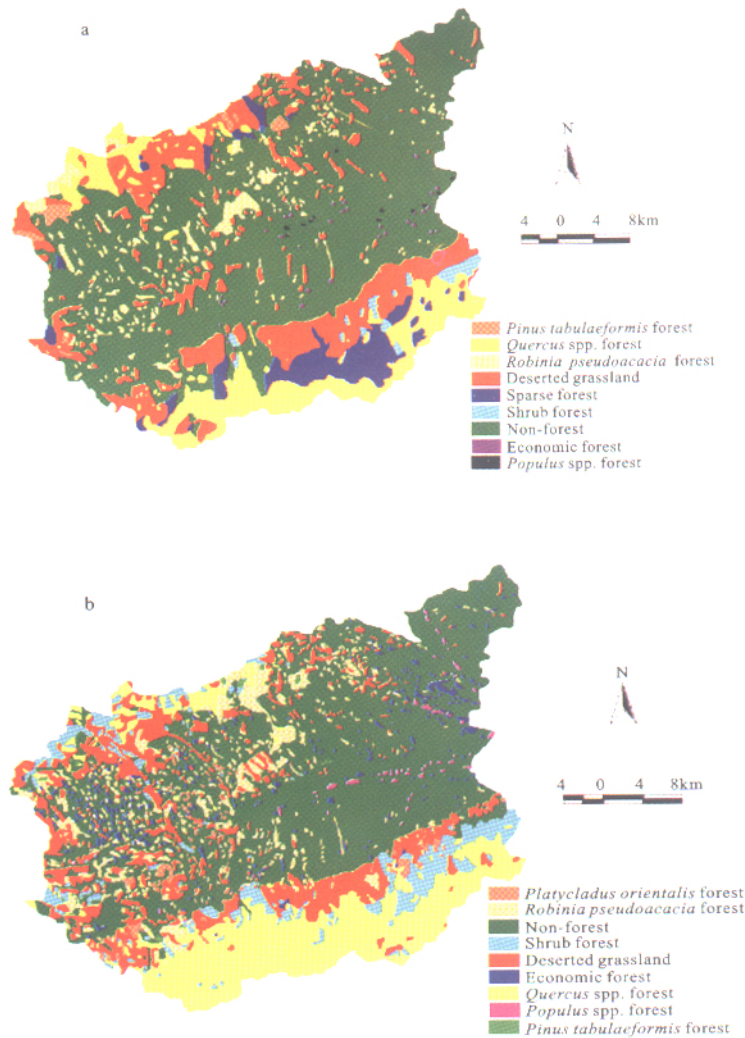 a
N
4 0 4 8km
Pinus tabulaeformis forest
Quercus spp. forest
Robinia pseudoacacia forest
Deserted grassland
Sparse forest
Shrub forest
Non-forest
Economic forest
Populus spp. forest
b
N
4 0 4 8km
Platycladus orientalis forest
Robinia pseudoacacia forest
Non-forest
Shrub forest
Deserted grassland
Economic forest
Quercus spp. forest
Populus spp. forest
Pinus tabulaeformis forest